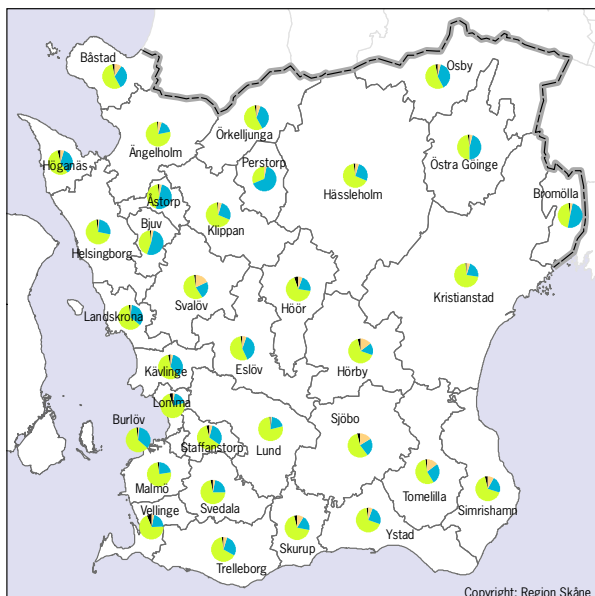 Båstad
Osby
Örkelljunga
Ängelholm
Östra Göinge
Höganäs
Perstorp
Hässleholm
Åstorp
Bromölla
Bjuv
Klippan
Helsingborg
Svalöv
Höör
Kristianstad
Landskrona
Kävlinge
Eslöv
Hörby
Lomma
Burlöv
Sjöbo
Staffanstorp
Lund
Malmö
Svedala
Tomelilla
Simrishamn
Vellinge
Skurup
Ystad
Trelleborg
Copyright: Region Skåne